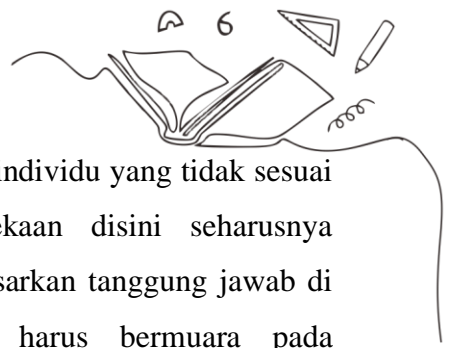 6
individu yang tidak sesuai
ekaan disini seharusnya
sarkan tanggung jawab di
harus bermuara pada